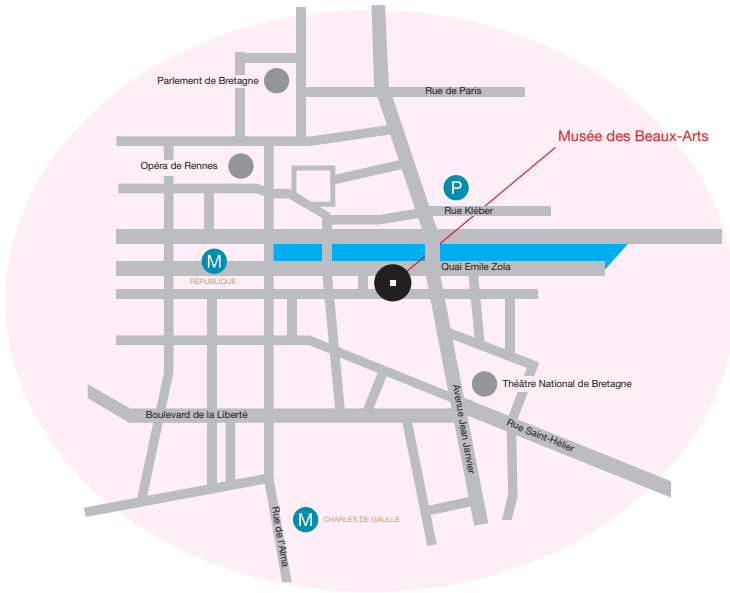 Parlement de Bretagne
Rue de Paris
Musée des Beaux-Arts
Opéra de Rennes
P
Rue Kléber
M
RÉPUBLIQUE
Quai Emile Zola
Théâtre National de Bretagne
Avenue Jean Janvier
Boulevard de la Liberté
Rue Saint-Hélier
M
CHARLES DE GAULLE
Rue de l'Alma